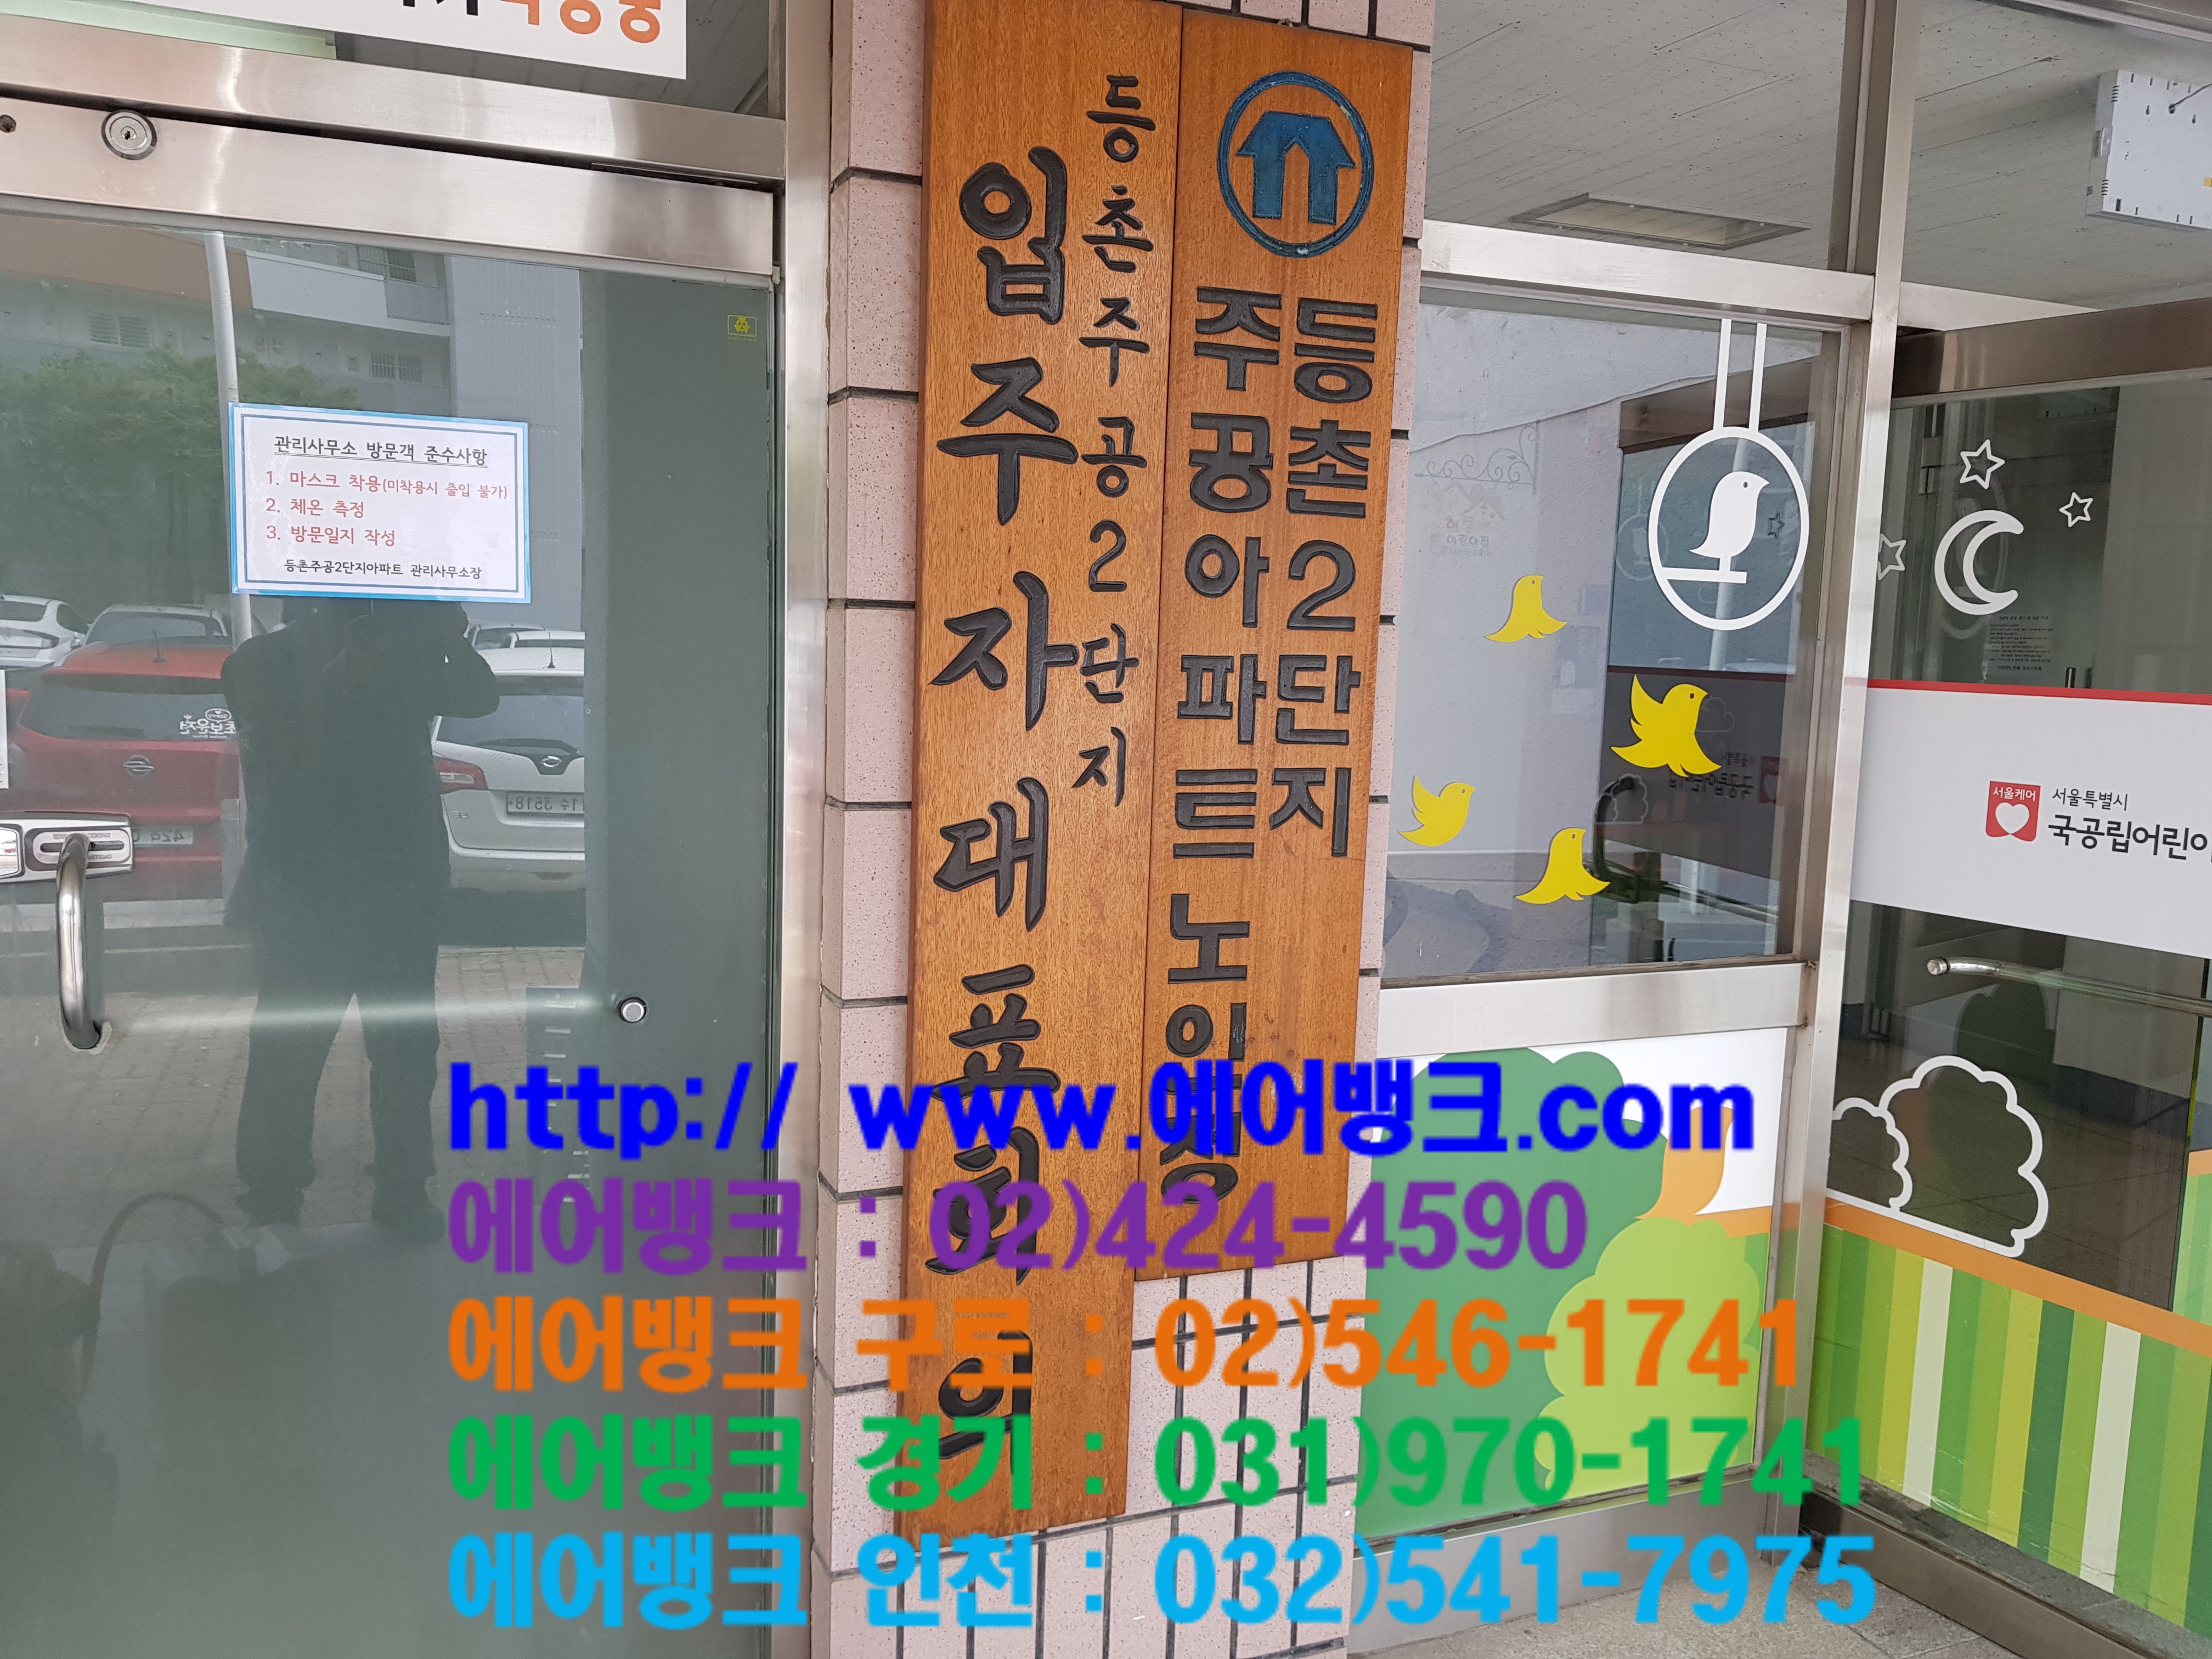 관리사무소 방문객 준수사항
1. 마스크 착용(미착용시 출입 불가)
2. 체온 측정
3. 방문일지 작성
등촌주공2단지아파트 관리사무소장
등촌주공2단지
입주자대표회의
등촌2단지
주공아파트노인정
서울케어
서울특별시
국공립어린이
http:// www.에어뱅크.com
에어뱅크 : 02)424-4590
에어뱅크 구로 : 02)546-1741
에어뱅크 경기 : 031)970-1741
에어뱅크 인천 : 032)541-7975